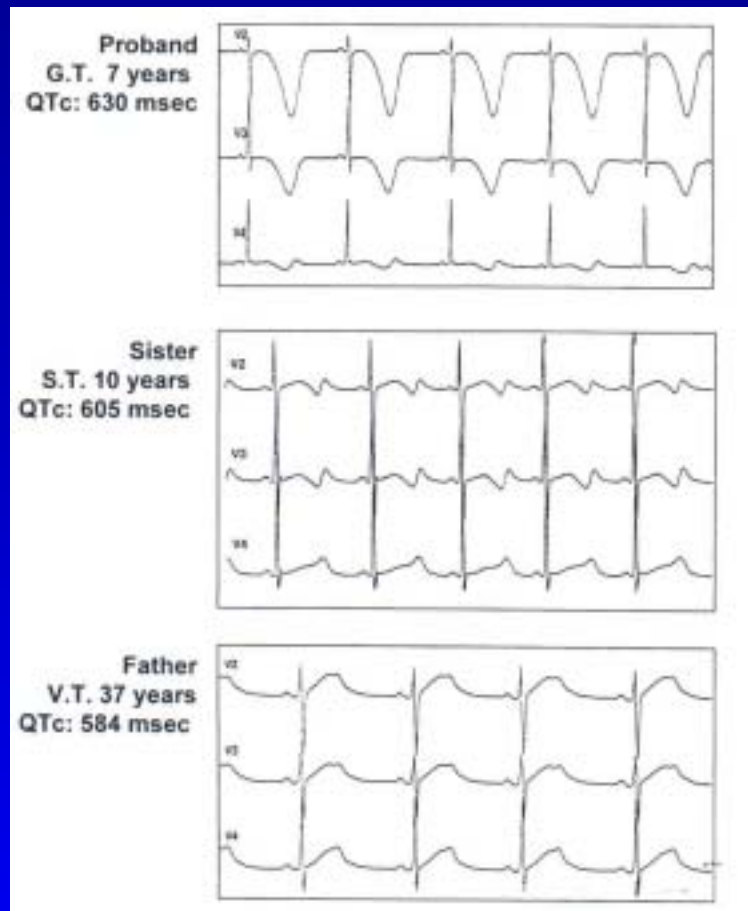 Proband
G.T. 7 years
QTc: 630 msec
V2
V3
V4
Sister
S.T. 10 years
QTc: 605 msec
V2
V3
V4
Father
V.T. 37 years
QTc: 584 msec
V2
V3
V4